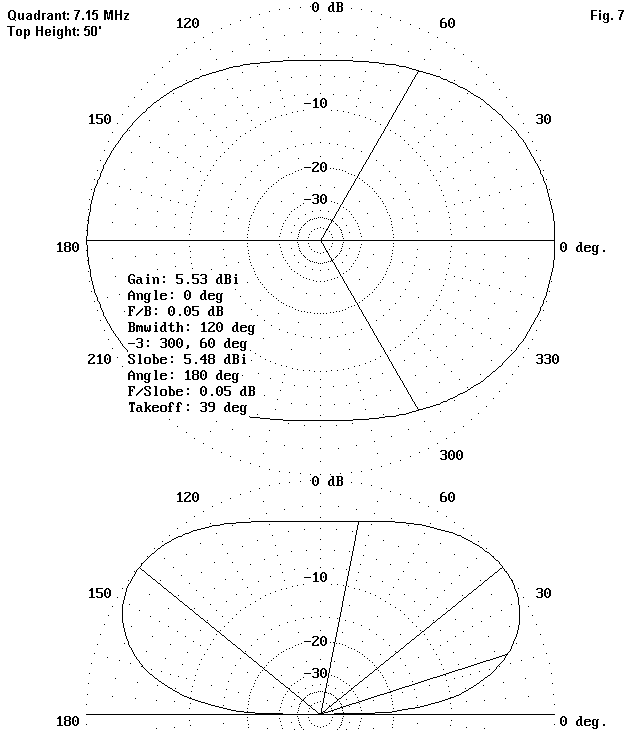 Quadrant: 7.15 MHz
Top Height: 50'
Fig. 7
0 dB
120
60
-10
150
30
-20
-30
180
0 deg.
Gain: 5.53 dBi
Angle: 0 deg
F/B: 0.05 dB
Bmwidth: 120 deg
-3: 300, 60 deg
Slobe: 5.48 dBi
Angle: 180 deg
F/Slobe: 0.05 dB
Takeoff: 39 deg
210
330
300
0 dB
120
60
-10
150
30
-20
-30
180
0 deg.